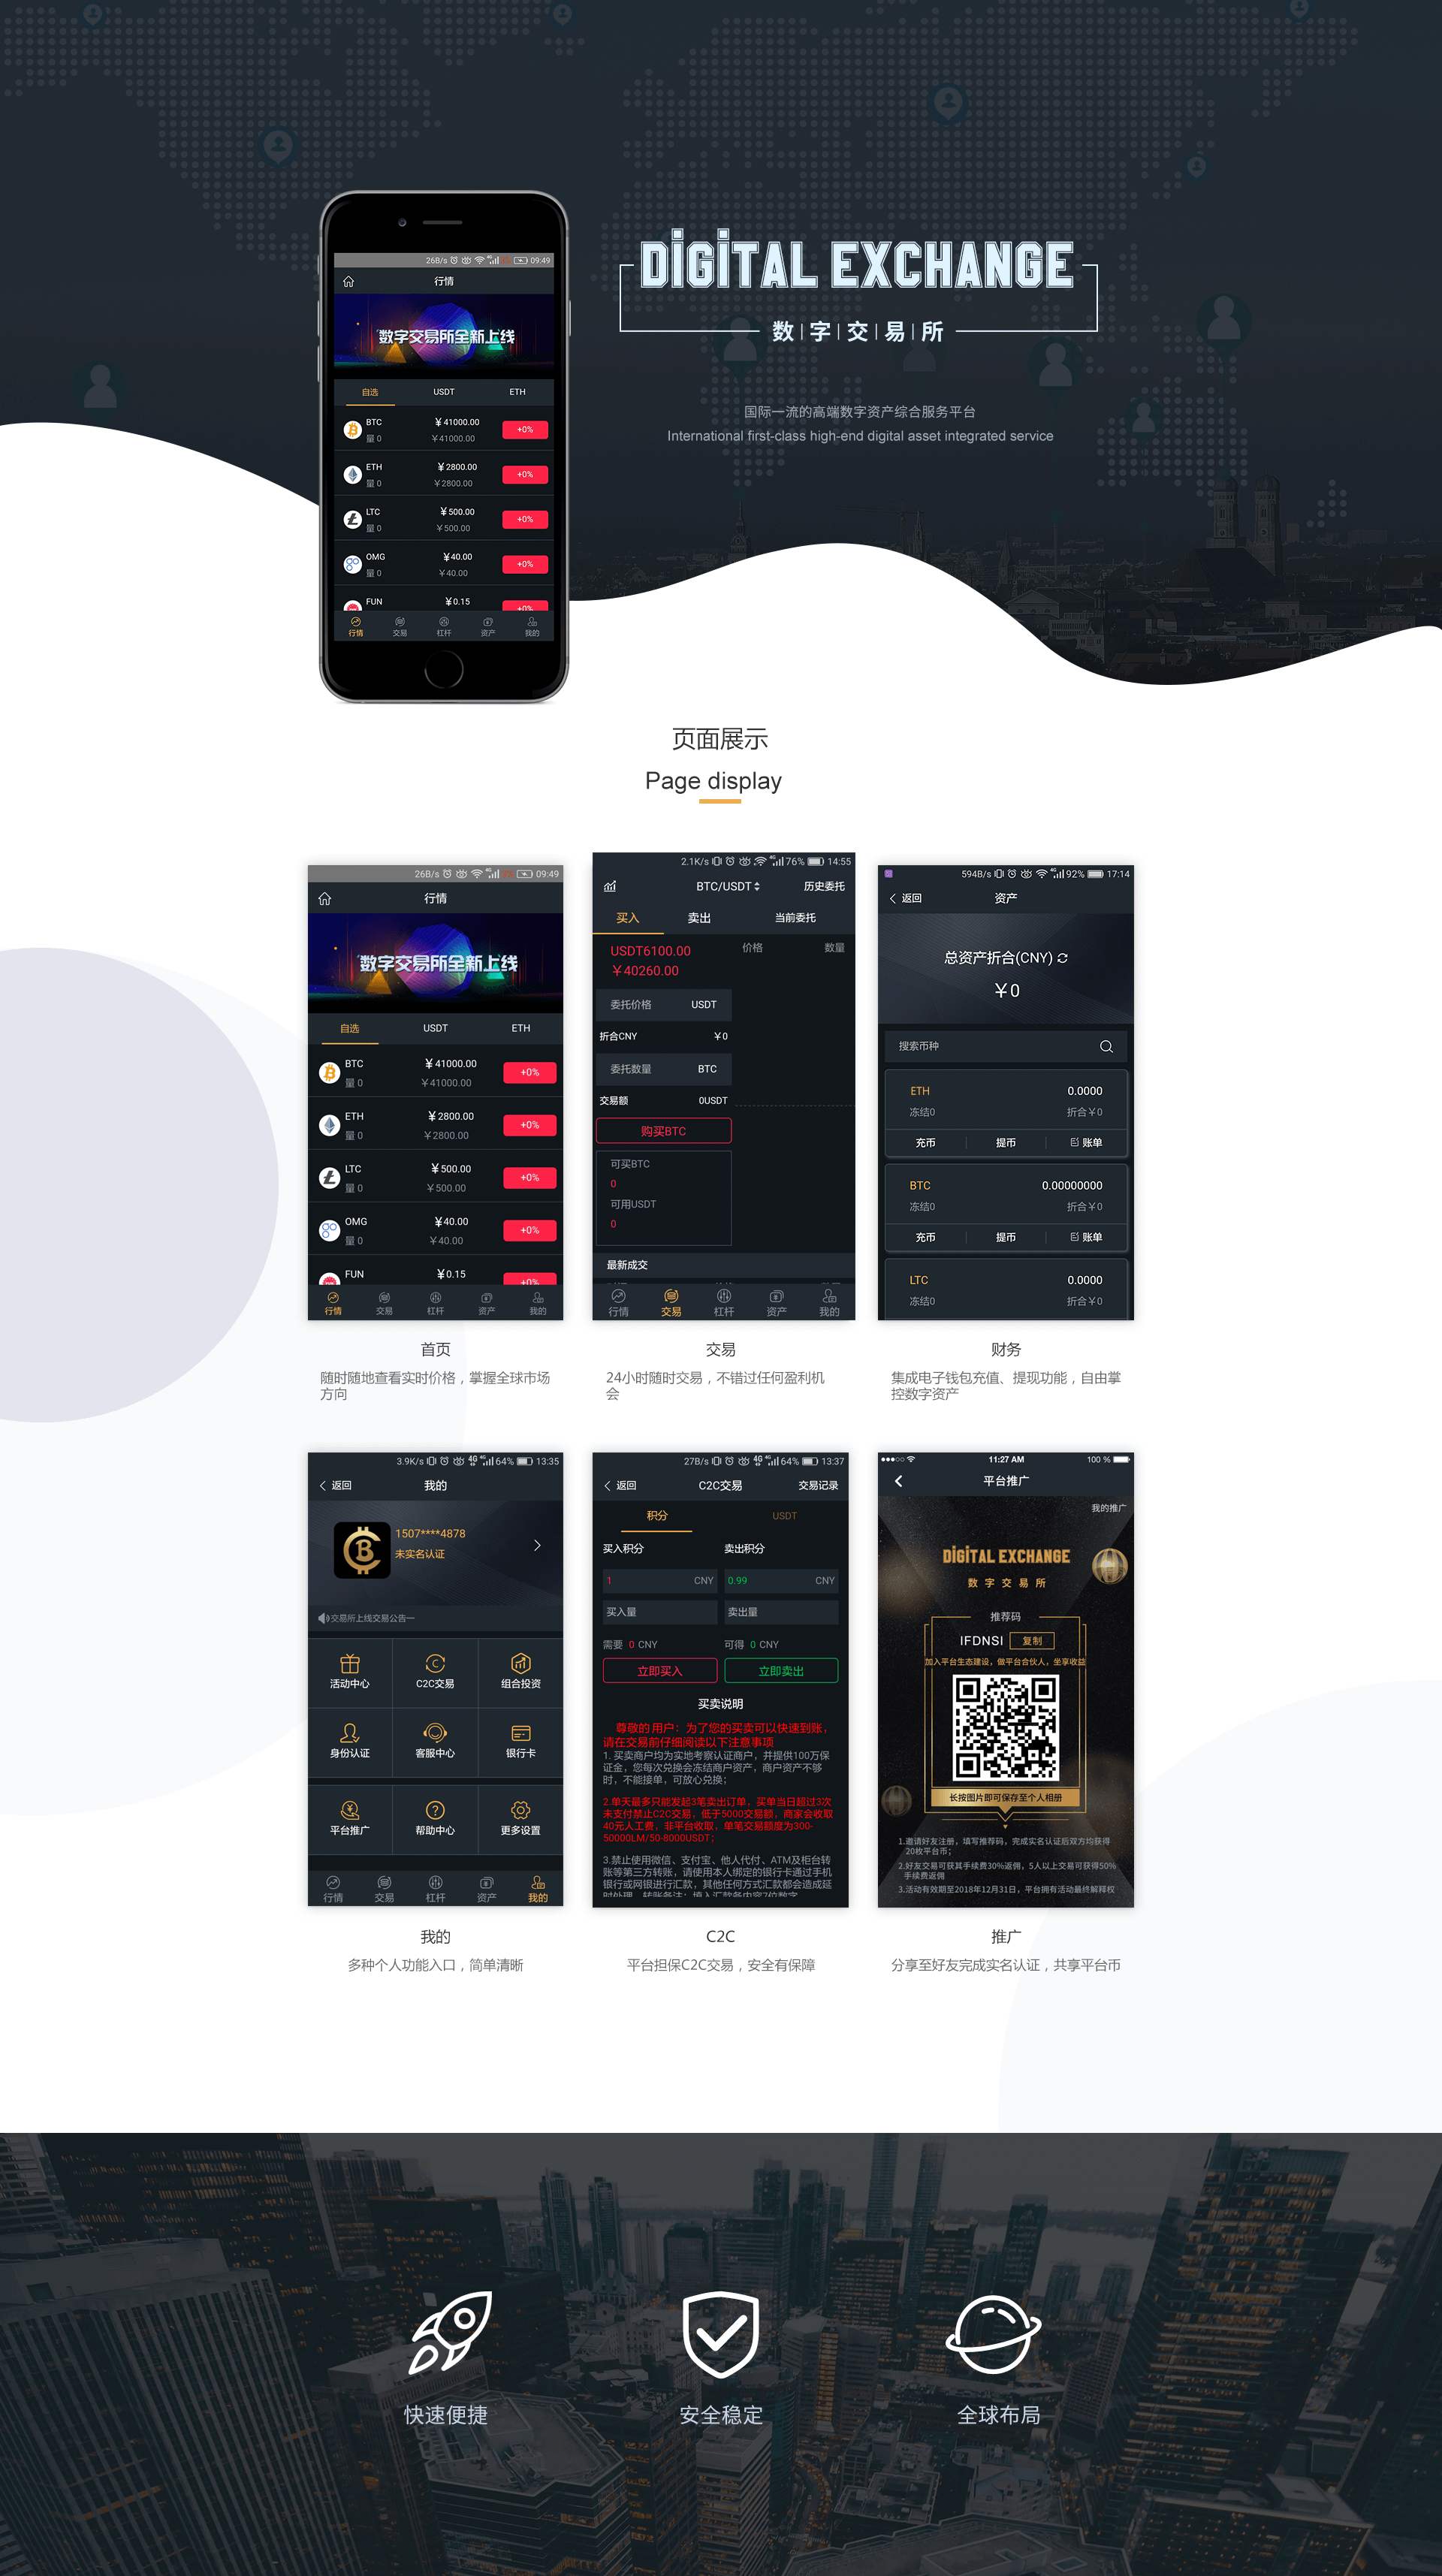 DIGITAL EXCHANGE
数字交易所
国际一流的高端数字资产综合服务平台
International first-class high-end digital asset integrated service
26B/s 09:49
行情
数字交易所全新上线
自选 USDT ETH
BTC ￥41000.00 +0%
量 0 ￥41000.00
ETH ￥2800.00 +0%
量 0 ￥2800.00
LTC ￥500.00 +0%
量 0 ￥500.00
OMG ￥40.00 +0%
量 0 ￥40.00
FUN ￥0.15 +0%
行情 交易 杠杆 资产 我的
页面展示
Page display
26B/s 09:49
行情
数字交易所全新上线
自选 USDT ETH
BTC ￥41000.00 +0%
量 0 ￥41000.00
ETH ￥2800.00 +0%
量 0 ￥2800.00
LTC ￥500.00 +0%
量 0 ￥500.00
OMG ￥40.00 +0%
量 0 ￥40.00
FUN ￥0.15 +0%
行情 交易 杠杆 资产 我的
首页
随时随地查看实时价格，掌握全球市场
方向
2.1K/s 76% 14:55
BTC/USDT 历史委托
买入 卖出 当前委托
USDT6100.00 价格 数量
￥40260.00
委托价格 USDT
折合CNY ￥0
委托数量 BTC
交易额 0USDT
购买BTC
可买BTC
0
可用USDT
0
最新成交
行情 交易 杠杆 资产 我的
交易
24小时随时交易，不错过任何盈利机
会
594B/s 92% 17:14
返回 资产
总资产折合(CNY)
￥0
搜索币种
ETH 0.0000
冻结0 折合￥0
充币 提币 账单
BTC 0.00000000
冻结0 折合￥0
充币 提币 账单
LTC 0.0000
冻结0 折合￥0
财务
集成电子钱包充值、提现功能，自由掌
控数字资产
3.9K/s 4G 64% 13:35
返回 我的
1507****4878
未实名认证
交易所上线交易公告一
活动中心 C2C交易 组合投资
身份认证 客服中心 银行卡
平台推广 帮助中心 更多设置
行情 交易 杠杆 资产 我的
我的
多种个人功能入口，简单清晰
27B/s 4G 64% 13:37
返回 C2C交易 交易记录
积分 USDT
买入积分 卖出积分
1 CNY 0.99 CNY
买入量 卖出量
需要 0 CNY 可得 0 CNY
立即买入 立即卖出
买卖说明
尊敬的用户：为了您的买卖可以快速到账，
请在交易前仔细阅读以下注意事项
1. 买卖商户均为实地考察认证商户，并提供100万保
证金，您每次兑换会冻结商户资产，商户资产不够
时，不能接单，可放心兑换；
2.单天最多只能发起3笔卖出订单，买单当日超过3次
未支付禁止C2C交易，低于5000交易额，商家会收取
40元人工费，非平台收取，单笔交易额度为300-
50000LM/50-8000USDT；
3.禁止使用微信、支付宝、他人代付、ATM及柜台转
账等第三方转账，请使用本人绑定的银行卡通过手机
银行或网银进行汇款，其他任何方式汇款都会造成延
C2C
平台担保C2C交易，安全有保障
11:27 AM 100 %
平台推广
我的推广
DIGITAL EXCHANGE
数字交易所
推荐码
IFDNSI 复制
加入平台生态建设，做平台合伙人，坐享收益
长按图片即可保存至个人相册
1.邀请好友注册，填写推荐码，完成实名认证后双方均获得
20枚平台币；
2.好友交易可获其手续费30%返佣，5人以上交易可获得50%
手续费返佣
3.活动有效期至2018年12月31日，平台拥有活动最终解释权
推广
分享至好友完成实名认证，共享平台币
快速便捷
安全稳定
全球布局